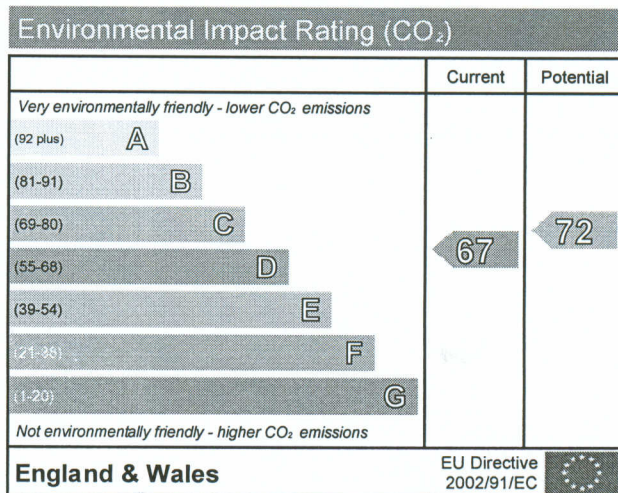 Environmental Impact Rating (CO₂)
Current Potential
Very environmentally friendly - lower CO₂ emissions
(92 plus) A
(81-91) B
(69-80) C
(55-68) D
(39-54) E
(21-38) F
(1-20) G
67
72
Not environmentally friendly - higher CO₂ emissions
England & Wales
EU Directive
2002/91/EC